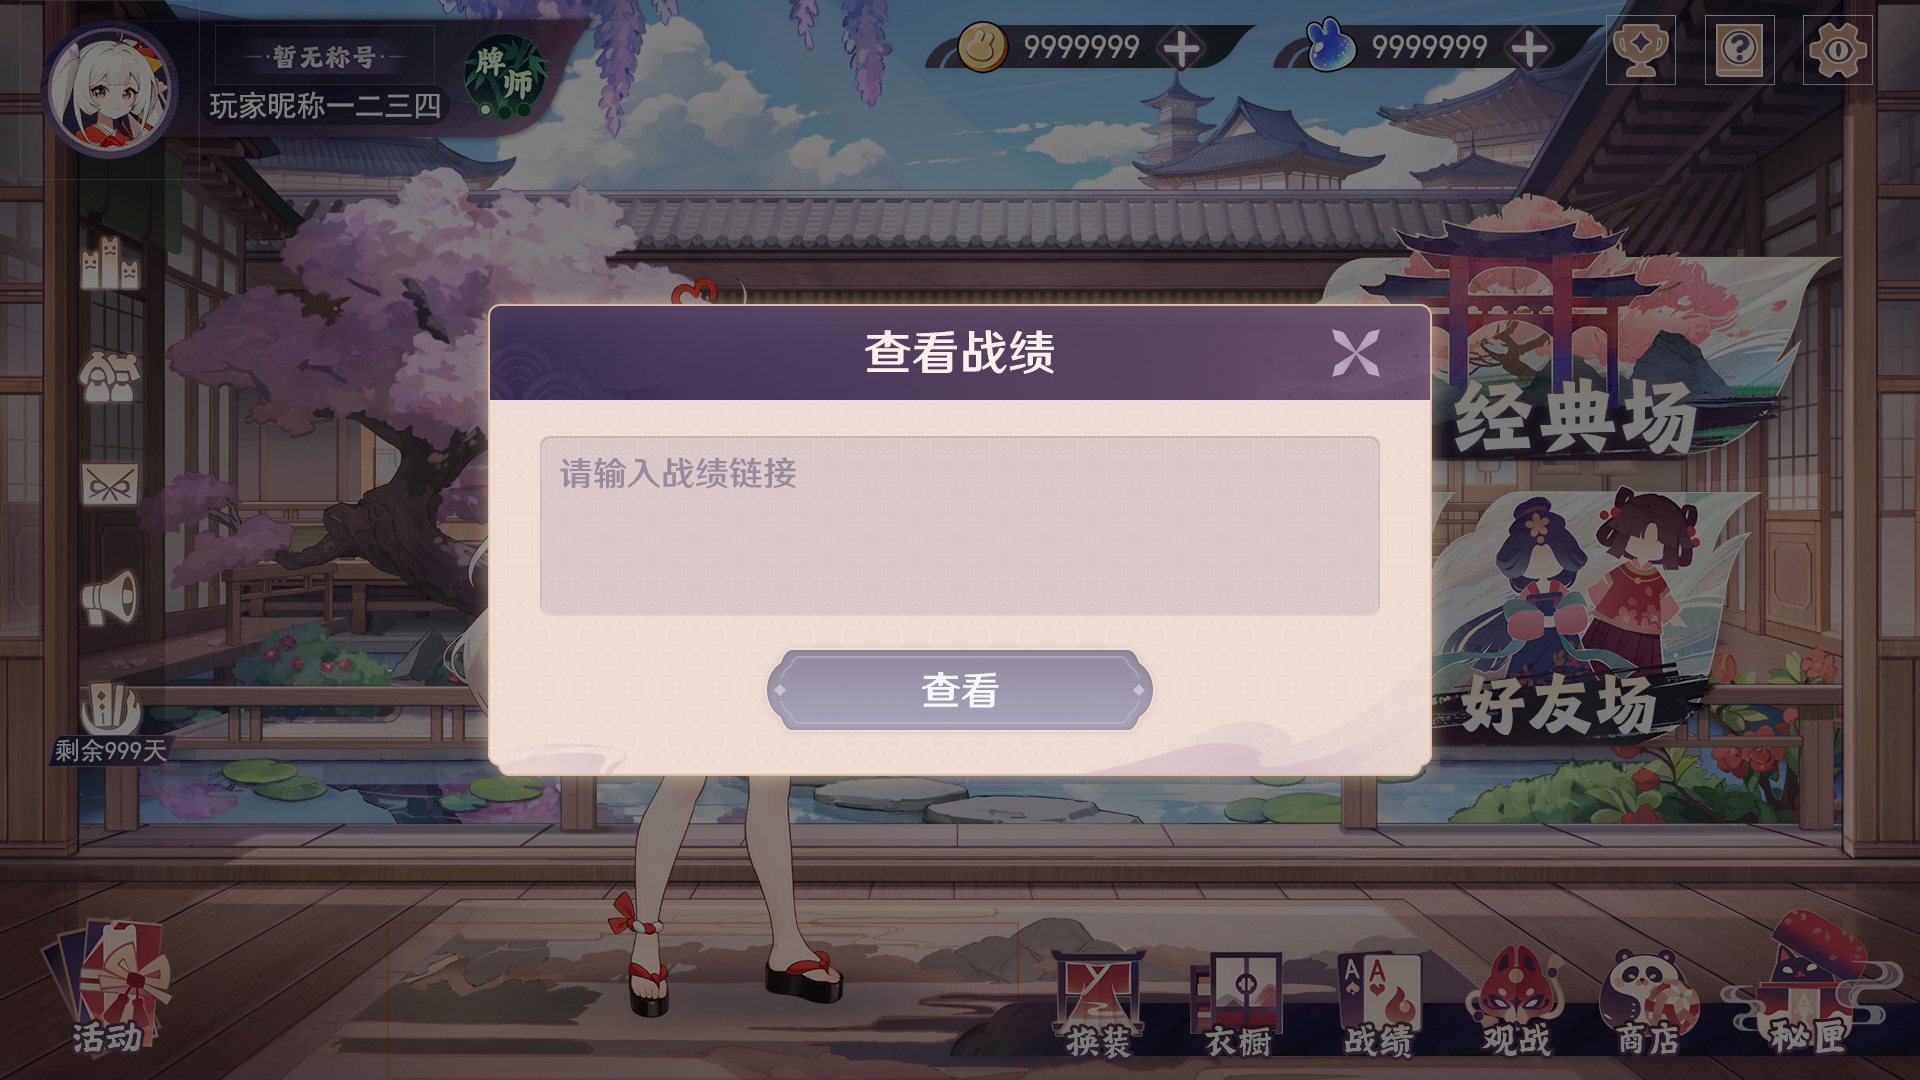 暂无称号
玩家昵称一二三四
牌师
9999999
9999999
查看战绩
请输入战绩链接
查看
经典场
好友场
剩余999天
活动
换装
衣橱
A A
战绩
观战
商店
秘匣